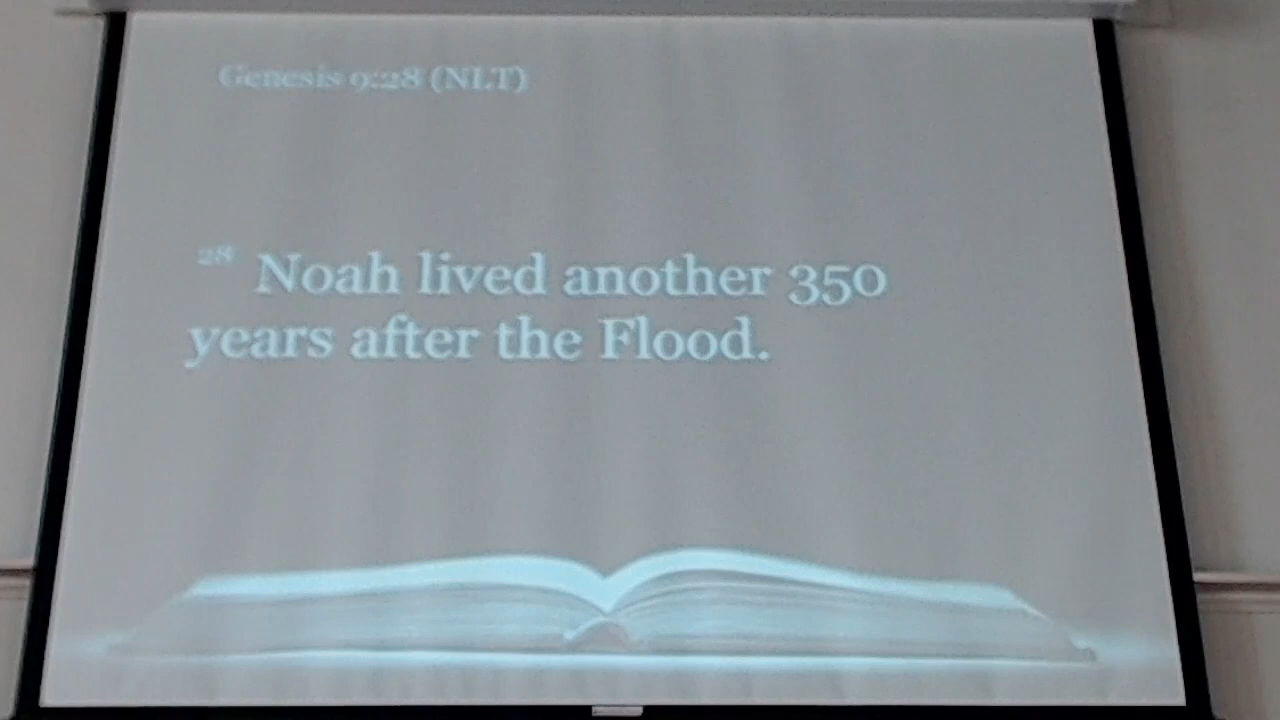 Genesis 9:28 (NLT)
28 Noah lived another 350
years after the Flood.